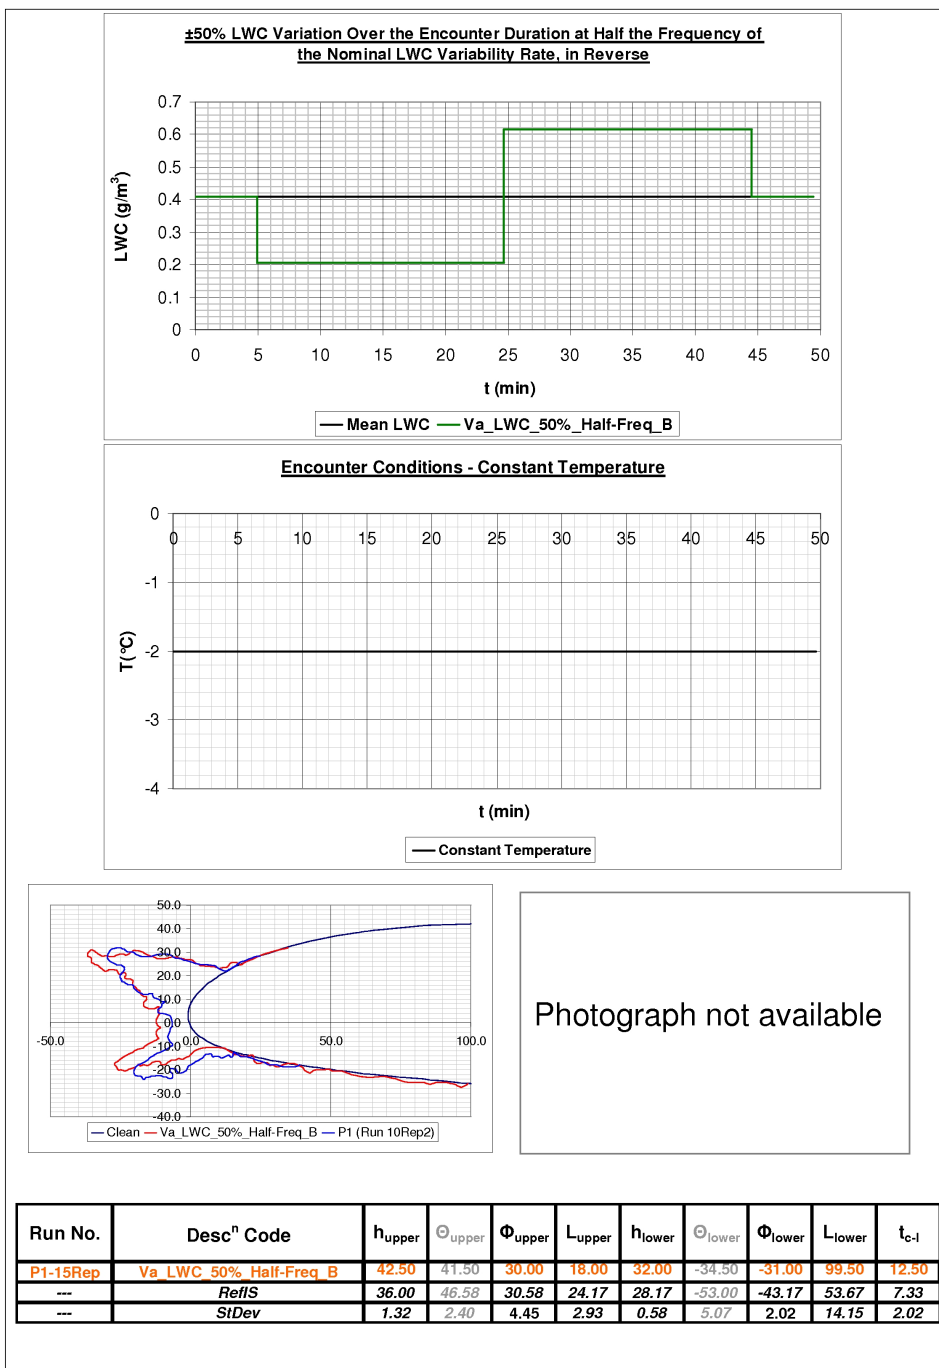 ±50% LWC Variation Over the Encounter Duration at Half the Frequency of
the Nominal LWC Variability Rate, in Reverse
0.7
0.6
0.5
0.4
0.3
0.2
0.1
0
LWC (g/m³)
0 5 10 15 20 25 30 35 40 45 50
t (min)
Mean LWC Va_LWC_50%_Half-Freq_B
Encounter Conditions - Constant Temperature
0
0 5 10 15 20 25 30 35 40 45 50
-1
-2
-3
-4
T(°C)
t (min)
Constant Temperature
50.0
40.0
30.0
20.0
10.0
0.0
-50.0 0.0 50.0 100.0
-10.0
-20.0
-30.0
-40.0
Clean Va_LWC_50%_Half-Freq_B P1 (Run 10Rep2)
Photograph not available
Run No. Descⁿ Code h_upper Θ_upper Φ_upper L_upper h_lower Θ_lower Φ_lower L_lower t_c-l
P1-15Rep Va_LWC_50%_Half-Freq_B 42.50 41.50 30.00 18.00 32.00 -34.50 -31.00 99.50 12.50
--- RefIS 36.00 46.58 30.58 24.17 28.17 -53.00 -43.17 53.67 7.33
--- StDev 1.32 2.40 4.45 2.93 0.58 5.07 2.02 14.15 2.02